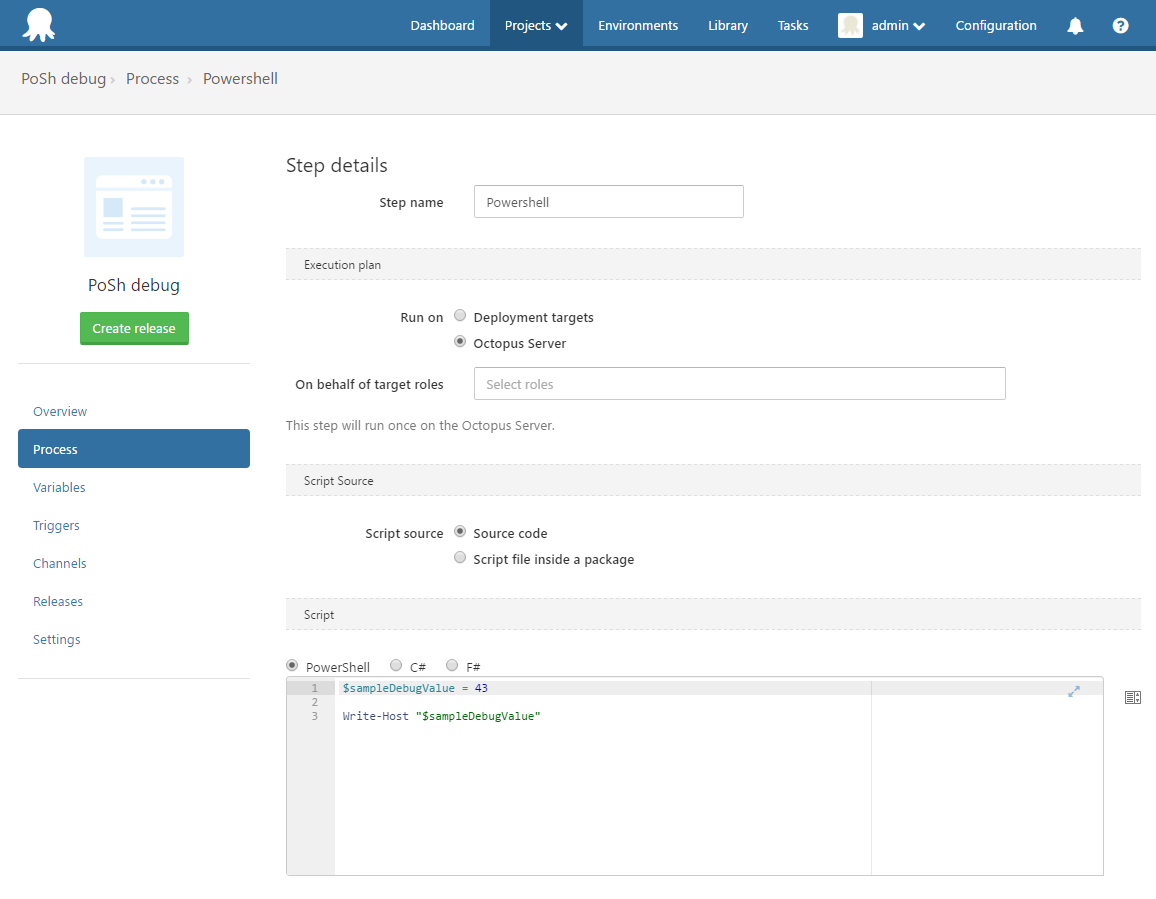 Dashboard Projects Environments Library Tasks admin Configuration ?
PoSh debug › Process › Powershell
PoSh debug
Create release
Overview
Process
Variables
Triggers
Channels
Releases
Settings
Step details
Step name Powershell
Execution plan
Run on Deployment targets
Octopus Server
On behalf of target roles Select roles
This step will run once on the Octopus Server.
Script Source
Script source Source code
Script file inside a package
Script
PowerShell C# F#
1 $sampleDebugValue = 43
2
3 Write-Host "$sampleDebugValue"